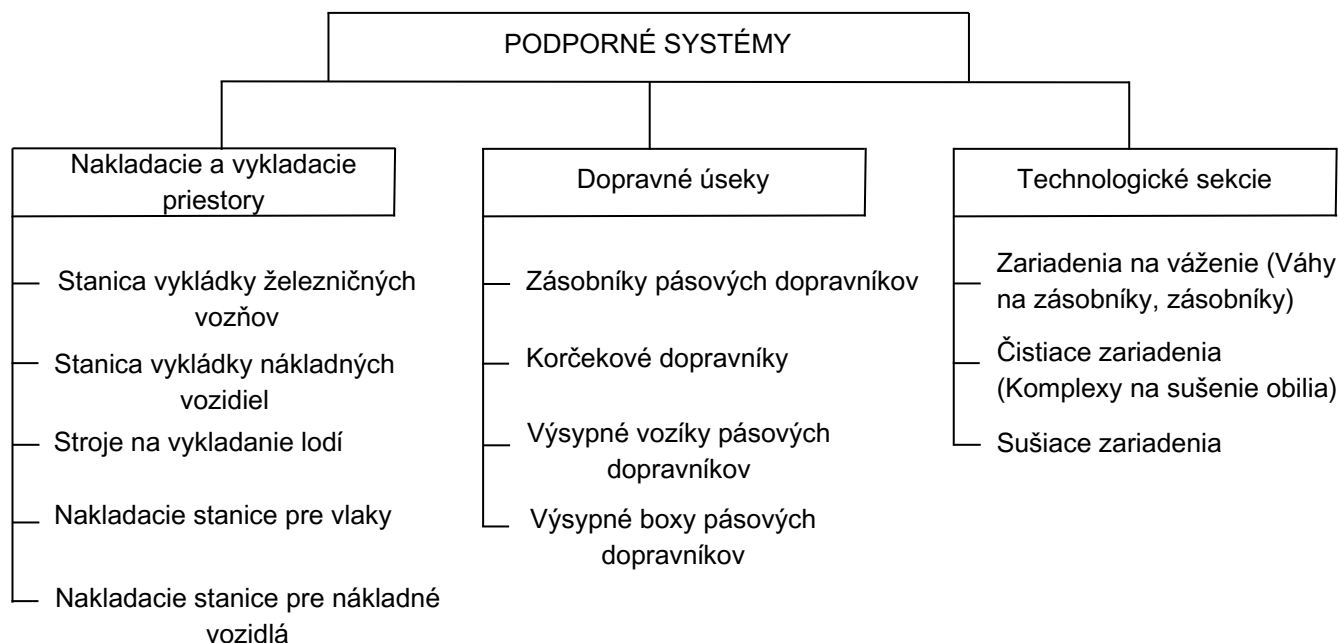 PODPORNÉ SYSTÉMY
Nakladacie a vykladacie
priestory
Stanica vykládky železničných
vozňov
Stanica vykládky nákladných
vozidiel
Stroje na vykladanie lodí
Nakladacie stanice pre vlaky
Nakladacie stanice pre nákladné
vozidlá
Dopravné úseky
Zásobníky pásových dopravníkov
Korčekové dopravníky
Výsypné vozíky pásových
dopravníkov
Výsypné boxy pásových
dopravníkov
Technologické sekcie
Zariadenia na váženie (Váhy
na zásobníky, zásobníky)
Čistiace zariadenia
(Komplexy na sušenie obilia)
Sušiace zariadenia